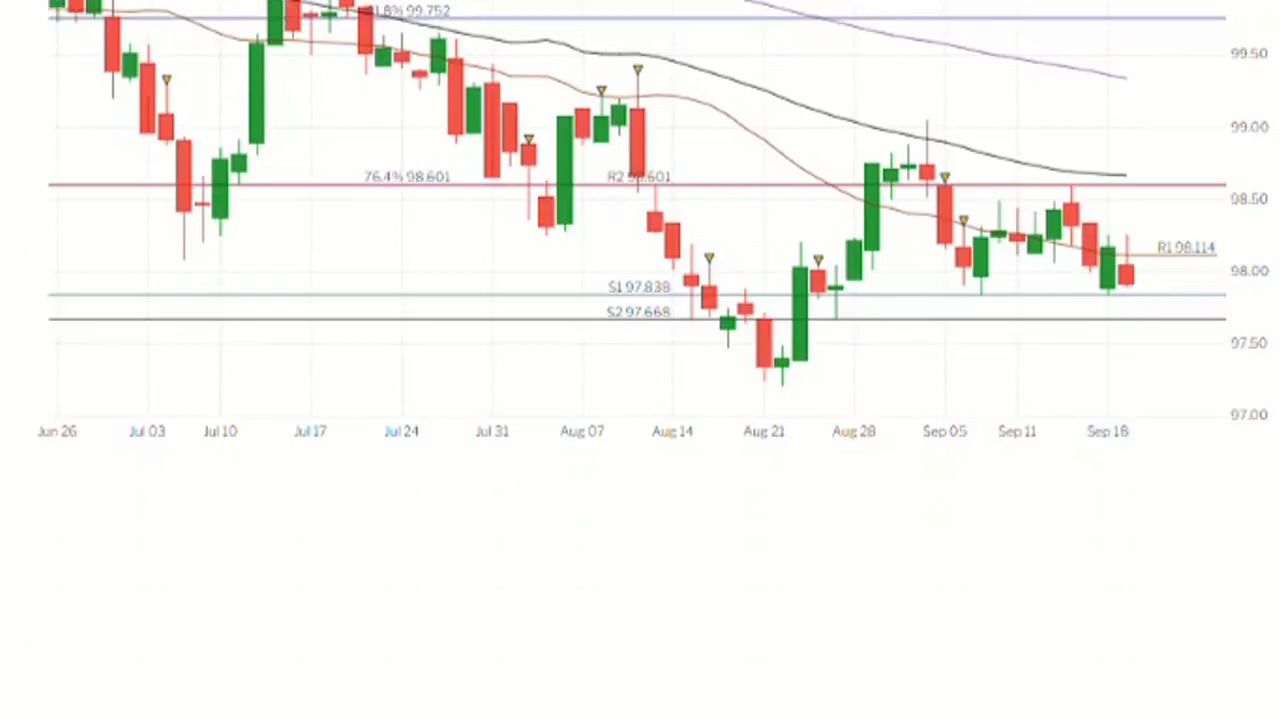 61.8% 99.752
99.50
99.00
76.4% 98.601
R2 98.601
98.50
R1 98.114
98.00
S1 97.838
S2 97.668
97.50
97.00
Jun 26 Jul 03 Jul 10 Jul 17 Jul 24 Jul 31 Aug 07 Aug 14 Aug 21 Aug 28 Sep 05 Sep 11 Sep 18